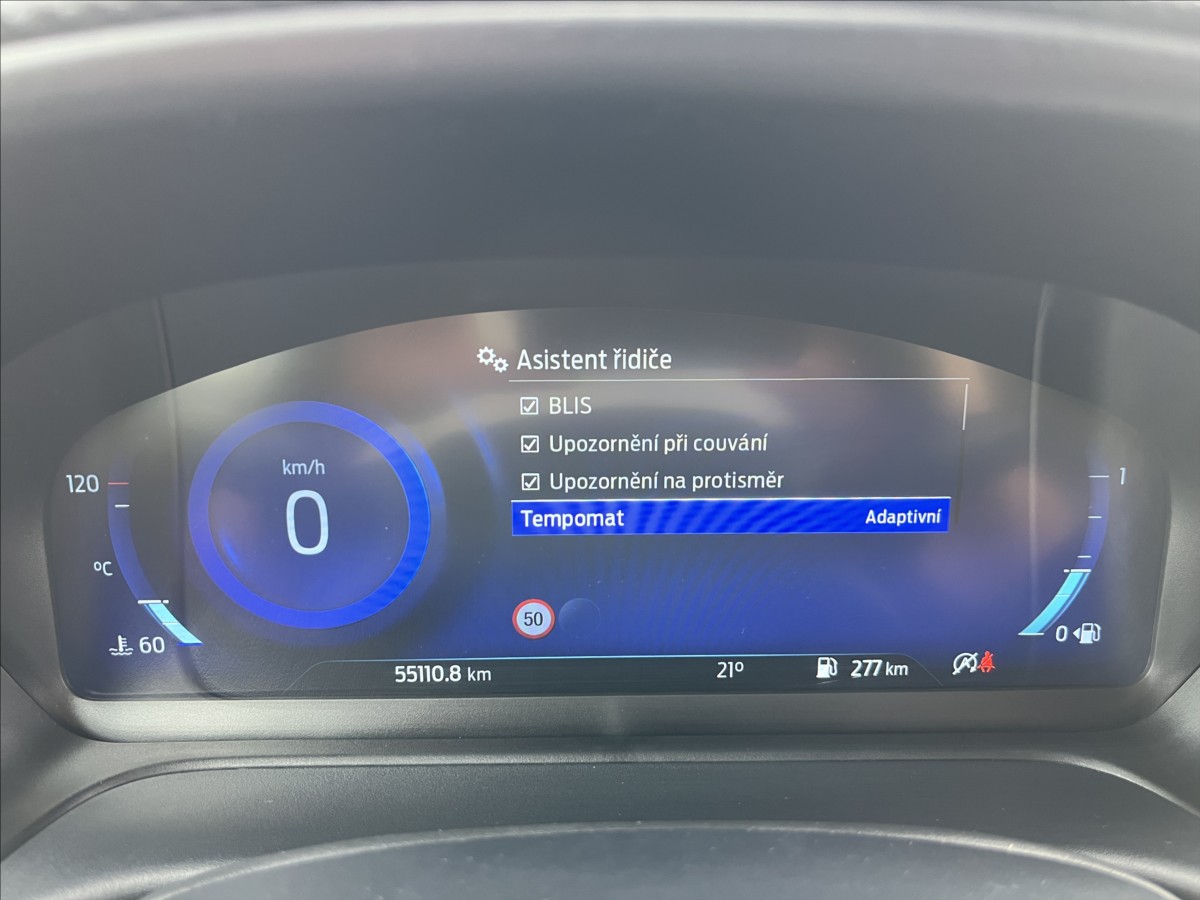 Asistent řidiče
BLIS
Upozornění při couvání
Upozornění na protisměr
Tempomat Adaptivní
km/h
0
120
°C
60
50
1
0
55110.8 km 21° 277 km